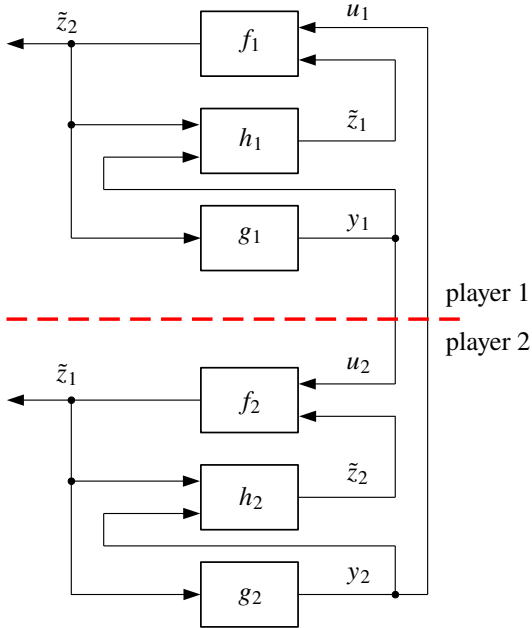 z̃₂ f₁ u₁
h₁ z̃₁
g₁ y₁
player 1
player 2
z̃₁ f₂ u₂
h₂ z̃₂
g₂ y₂